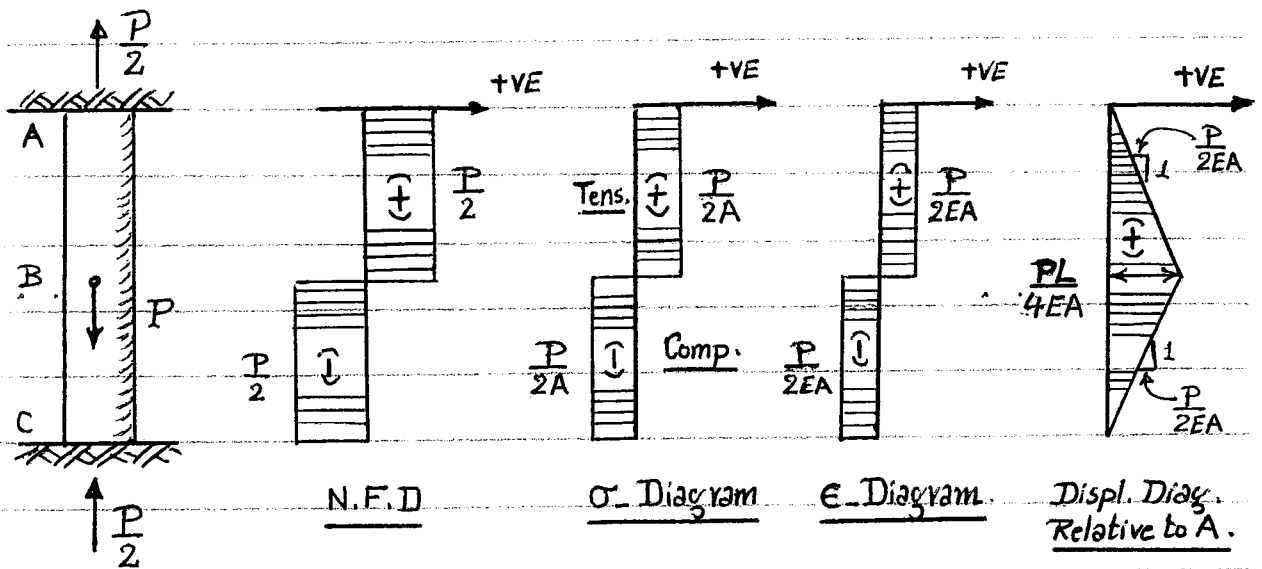 P/2
+VE
+VE
+VE
+VE
A
B
C
P
P/2
(+)
P/2
P/2
(-)
Tens.
(+)
P/2A
P/2A
(-)
Comp.
(+)
P/2EA
P/2EA
(-)
P/2EA
1
(+)
PL/4EA
1
P/2EA
N.F.D
σ_Diagram
ϵ_Diagram.
Displ. Diag.
Relative to A.